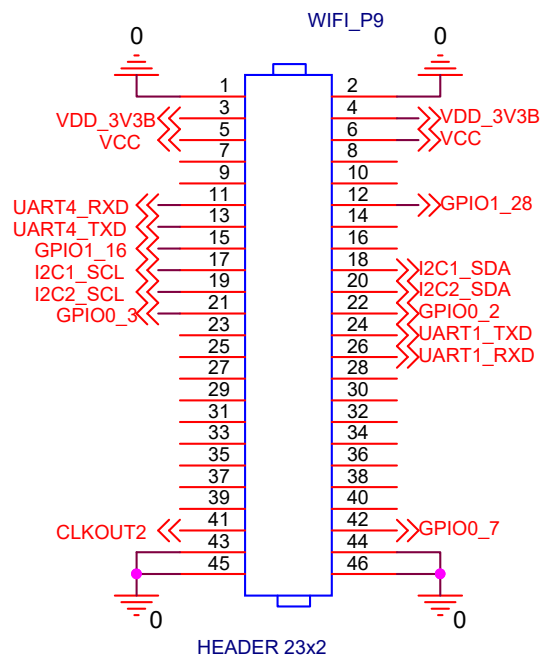 WIFI_P9
0 0
1 2
VDD_3V3B 3 4 VDD_3V3B
VCC 5 6 VCC
7 8
9 10
UART4_RXD 11 12 GPIO1_28
UART4_TXD 13 14
GPIO1_16 15 16
I2C1_SCL 17 18 I2C1_SDA
I2C2_SCL 19 20 I2C2_SDA
GPIO0_3 21 22 GPIO0_2
23 24 UART1_TXD
25 26 UART1_RXD
27 28
29 30
31 32
33 34
35 36
37 38
39 40
CLKOUT2 41 42 GPIO0_7
43 44
45 46
0 0
HEADER 23x2